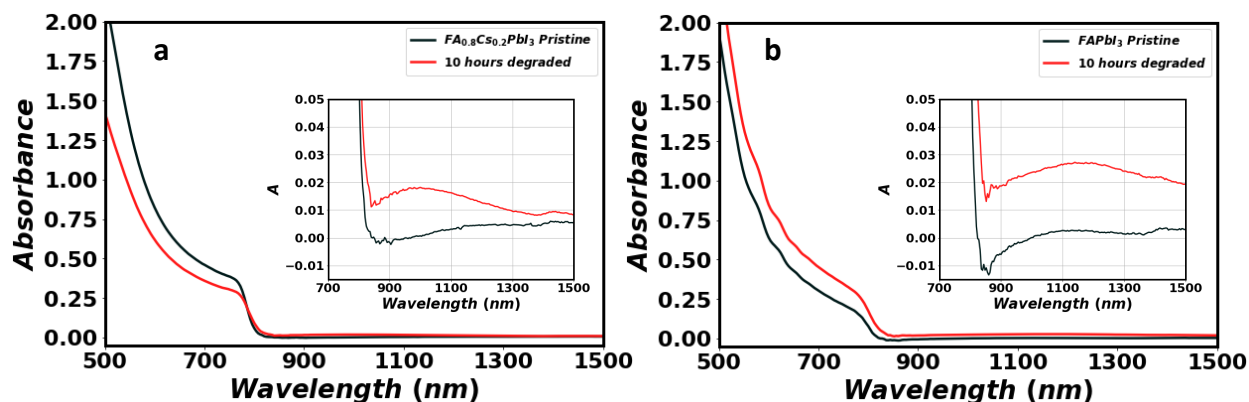 a
FA0.8Cs0.2PbI3 Pristine
10 hours degraded
Absorbance
2.00
1.75
1.50
1.25
1.00
0.75
0.50
0.25
0.00
500 700 900 1100 1300 1500
Wavelength (nm)
A
0.05
0.04
0.03
0.02
0.01
0.00
−0.01
700 900 1100 1300 1500
Wavelength (nm)
b
FAPbI3 Pristine
10 hours degraded
Absorbance
2.00
1.75
1.50
1.25
1.00
0.75
0.50
0.25
0.00
500 700 900 1100 1300 1500
Wavelength (nm)
A
0.05
0.04
0.03
0.02
0.01
0.00
−0.01
700 900 1100 1300 1500
Wavelength (nm)